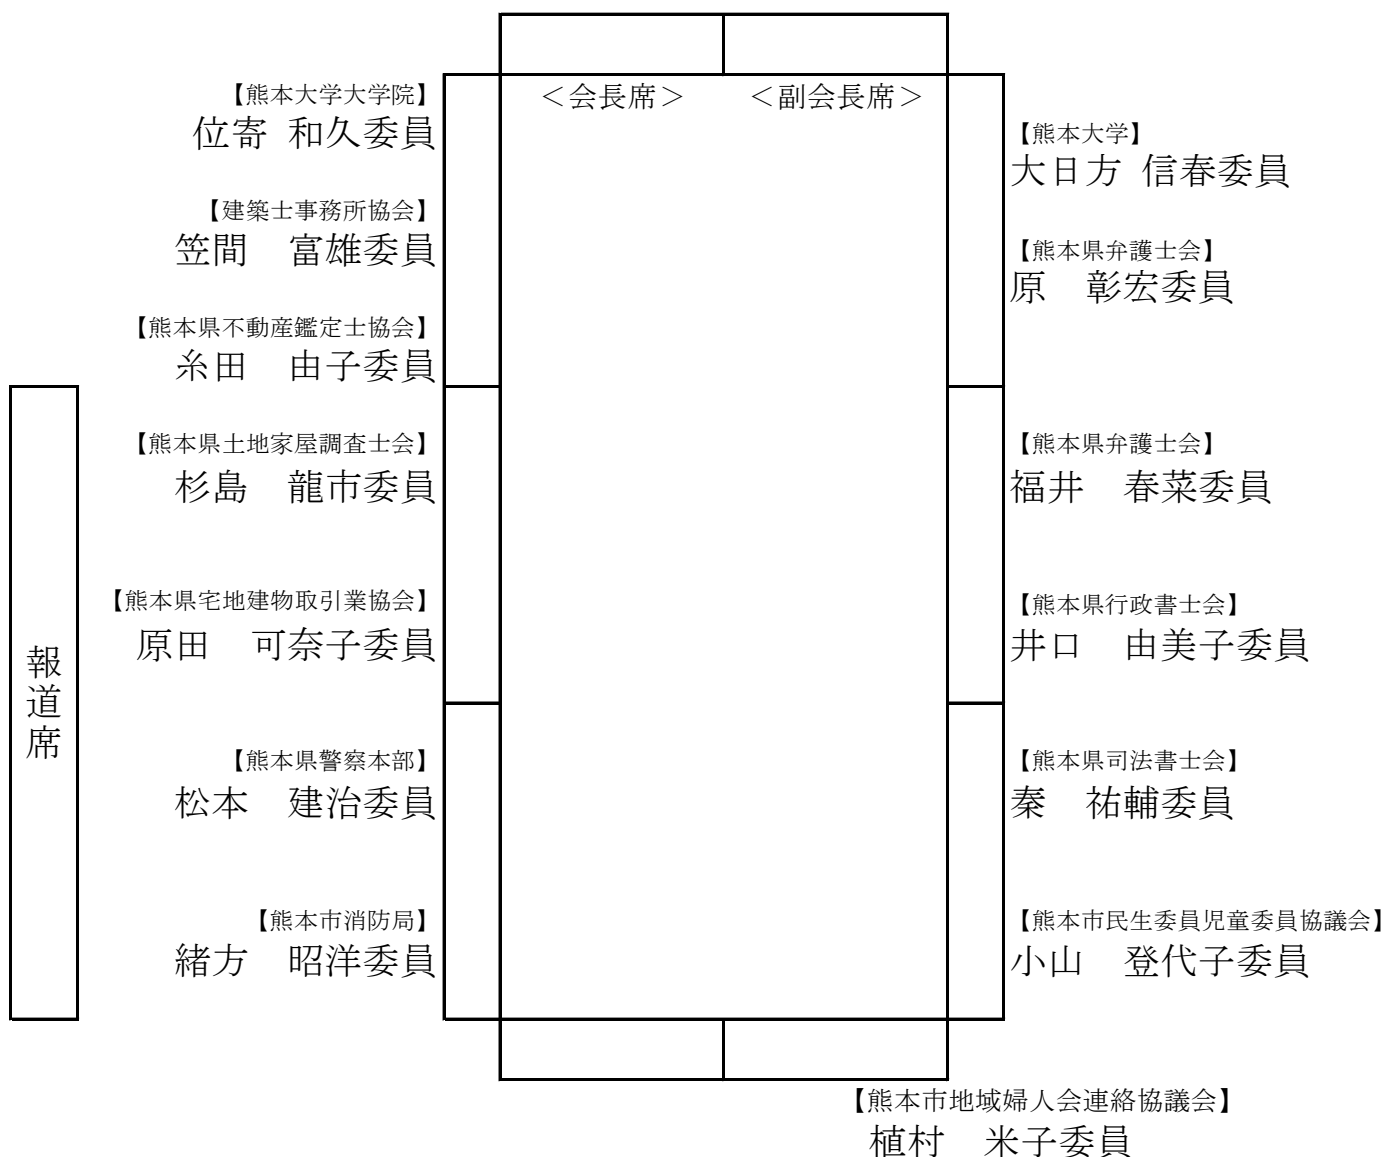 ＜会長席＞　＜副会長席＞
【熊本大学大学院】
位寄 和久委員
【建築士事務所協会】
笠間　富雄委員
【熊本県不動産鑑定士協会】
糸田　由子委員
【熊本県土地家屋調査士会】
杉島　龍市委員
【熊本県宅地建物取引業協会】
原田　可奈子委員
【熊本県警察本部】
松本　建治委員
【熊本市消防局】
緒方　昭洋委員
報道席
【熊本大学】
大日方 信春委員
【熊本県弁護士会】
原　彰宏委員
【熊本県弁護士会】
福井　春菜委員
【熊本県行政書士会】
井口　由美子委員
【熊本県司法書士会】
秦　祐輔委員
【熊本市民生委員児童委員協議会】
小山　登代子委員
【熊本市地域婦人会連絡協議会】
植村　米子委員